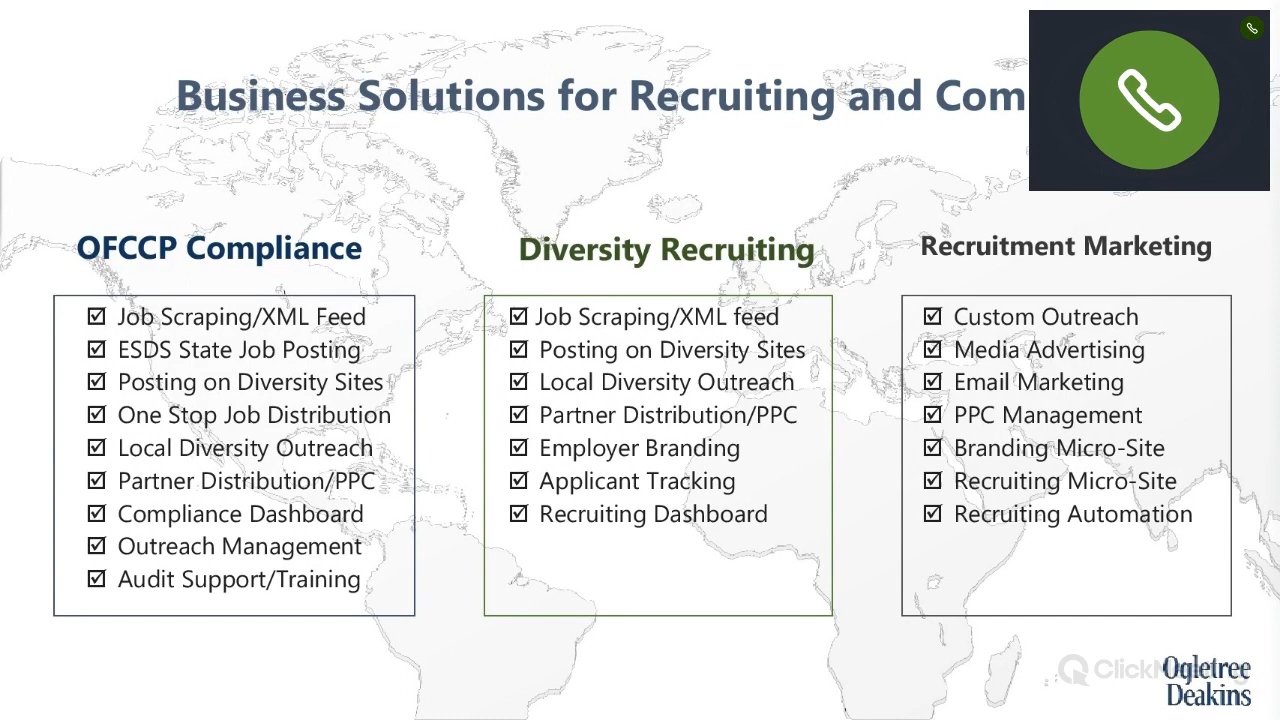 Business Solutions for Recruiting and Com
OFCCP Compliance
Job Scraping/XML Feed
ESDS State Job Posting
Posting on Diversity Sites
One Stop Job Distribution
Local Diversity Outreach
Partner Distribution/PPC
Compliance Dashboard
Outreach Management
Audit Support/Training
Diversity Recruiting
Job Scraping/XML feed
Posting on Diversity Sites
Local Diversity Outreach
Partner Distribution/PPC
Employer Branding
Applicant Tracking
Recruiting Dashboard
Recruitment Marketing
Custom Outreach
Media Advertising
Email Marketing
PPC Management
Branding Micro-Site
Recruiting Micro-Site
Recruiting Automation
Ogletree
Deakins